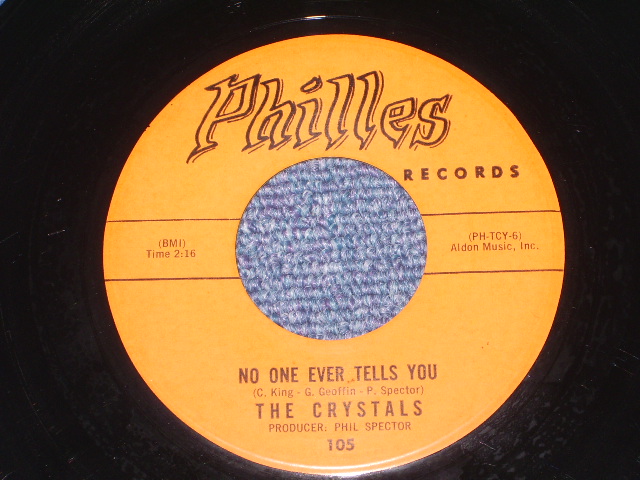 Philles
RECORDS
(BMI)
Time 2:16
(PH-TCY-6)
Aldon Music, Inc.
NO ONE EVER TELLS YOU
(C. King - G. Geoffin - P. Spector)
THE CRYSTALS
PRODUCER: PHIL SPECTOR
105